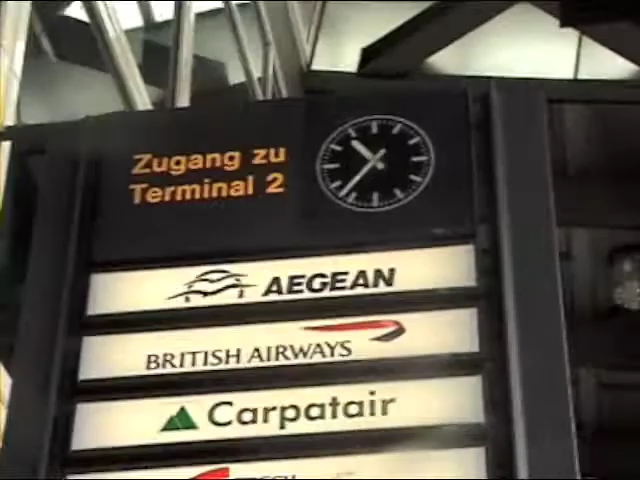 Zugang zu
Terminal 2
AEGEAN
BRITISH AIRWAYS
Carpatair